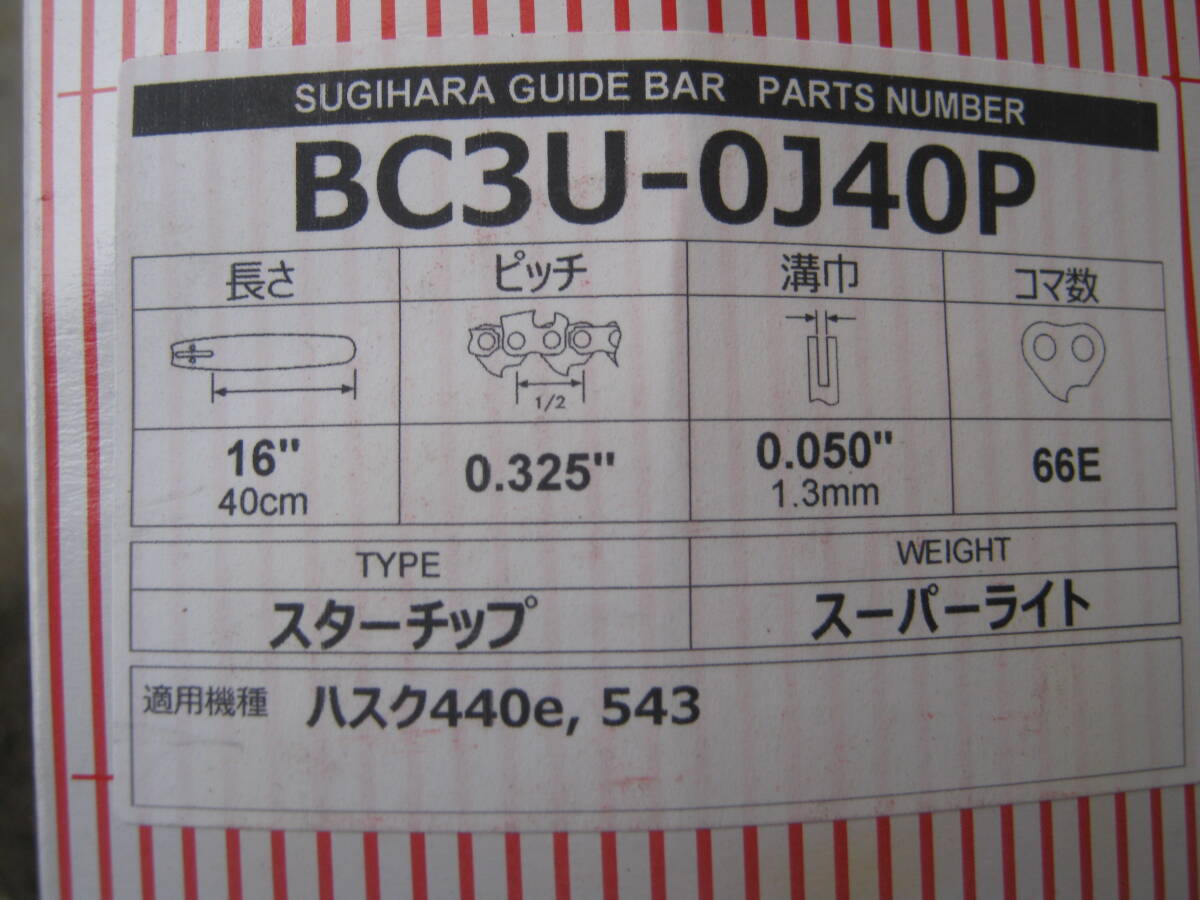 SUGIHARA GUIDE BAR PARTS NUMBER
BC3U-0J40P
長さ ピッチ 溝巾 コマ数
1/2
16" 0.325" 0.050" 66E
40cm 1.3mm
TYPE WEIGHT
スターチップ スーパーライト
適用機種 ハスク440e, 543